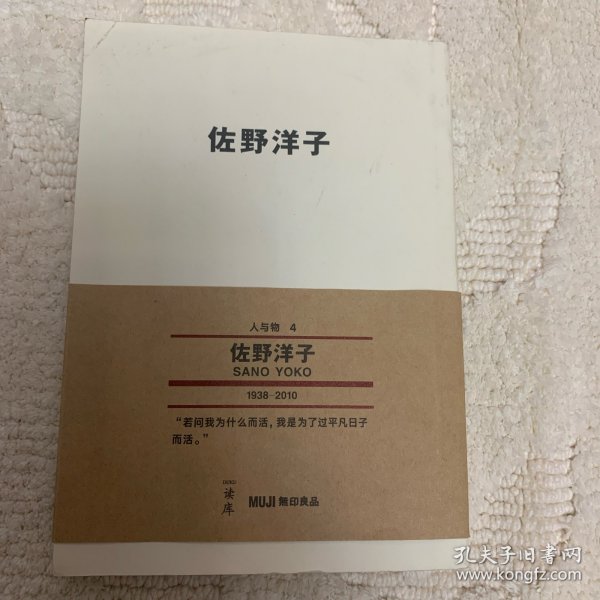 佐野洋子
人与物 4
佐野洋子
SANO YOKO
1938-2010
“若问我为什么而活，我是为了过平凡日子
而活。”
读库
MUJI 無印良品
孔夫子旧书网
www.kongfz.com